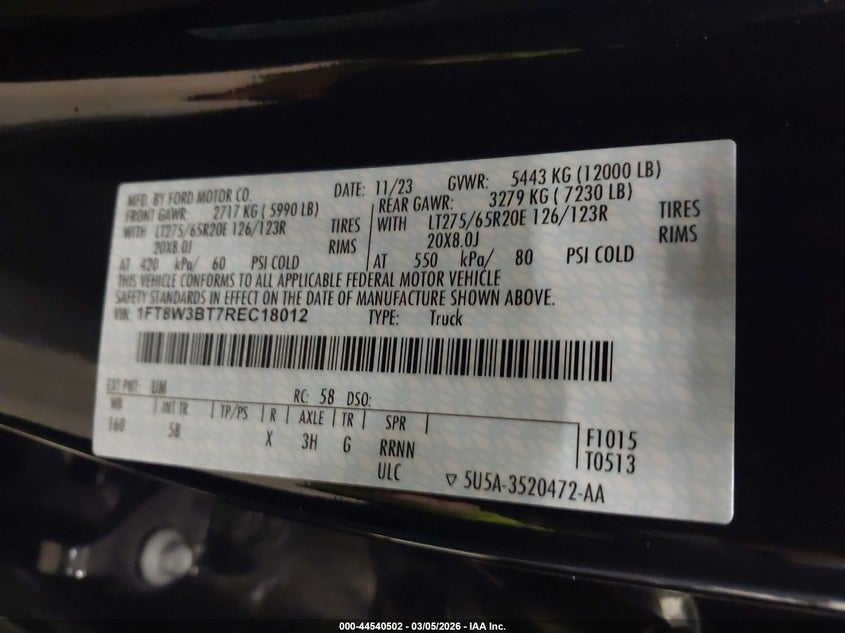 MFD. BY FORD MOTOR CO. DATE: 11/23 GVWR: 5443 KG (12000 LB)
FRONT GAWR: 2717 KG ( 5990 LB) REAR GAWR: 3279 KG ( 7230 LB)
WITH LT275/65R20E 126/123R TIRES WITH LT275/65R20E 126/123R TIRES
20X8.0J RIMS 20X8.0J RIMS
AT 420 kPa/ 60 PSI COLD AT 550 kPa/ 80 PSI COLD
THIS VEHICLE CONFORMS TO ALL APPLICABLE FEDERAL MOTOR VEHICLE
SAFETY STANDARDS IN EFFECT ON THE DATE OF MANUFACTURE SHOWN ABOVE.
VIN: 1FT8W3BT7REC18012 TYPE: Truck
EXT PNT: UM RC: 58 DSO:
WB INT TR TP/PS R AXLE TR SPR
160 5B X 3H G RRNN
ULC
F1015
T0513
5U5A-3520472-AA
000-44540502 — 03/05/2026 — IAA Inc.